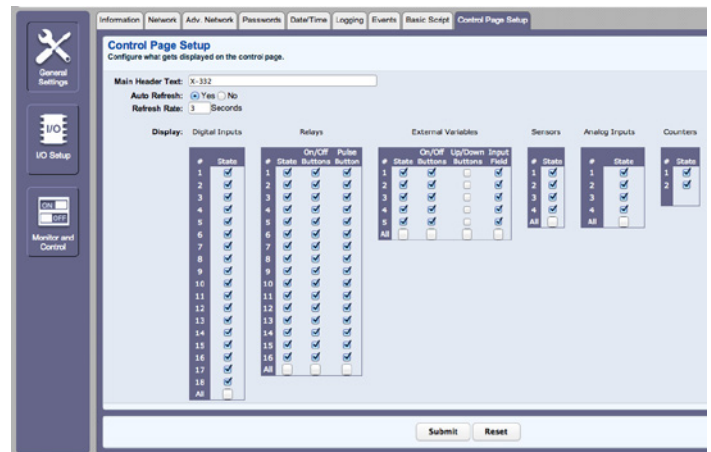 Information Network Adv. Network Passwords Date/Time Logging Events Basic Script Control Page Setup
Control Page Setup
Configure what gets displayed on the control page.
General
Settings
I/O
I/O Setup
ON
OFF
Monitor and
Control
Main Header Text: X-332
Auto Refresh: Yes No
Refresh Rate: 3 Seconds
Display: Digital Inputs Relays External Variables Sensors Analog Inputs Counters
# State
1
2
3
4
5
6
7
8
9
10
11
12
13
14
15
16
17
18
All
# State On/Off Buttons Pulse Button
1
2
3
4
5
6
7
8
9
10
11
12
13
14
15
16
All
# State On/Off Buttons Up/Down Buttons Input Field
1
2
3
4
5
All
# State
1
2
3
4
All
# State
1
2
3
4
All
# State
1
2
Submit Reset